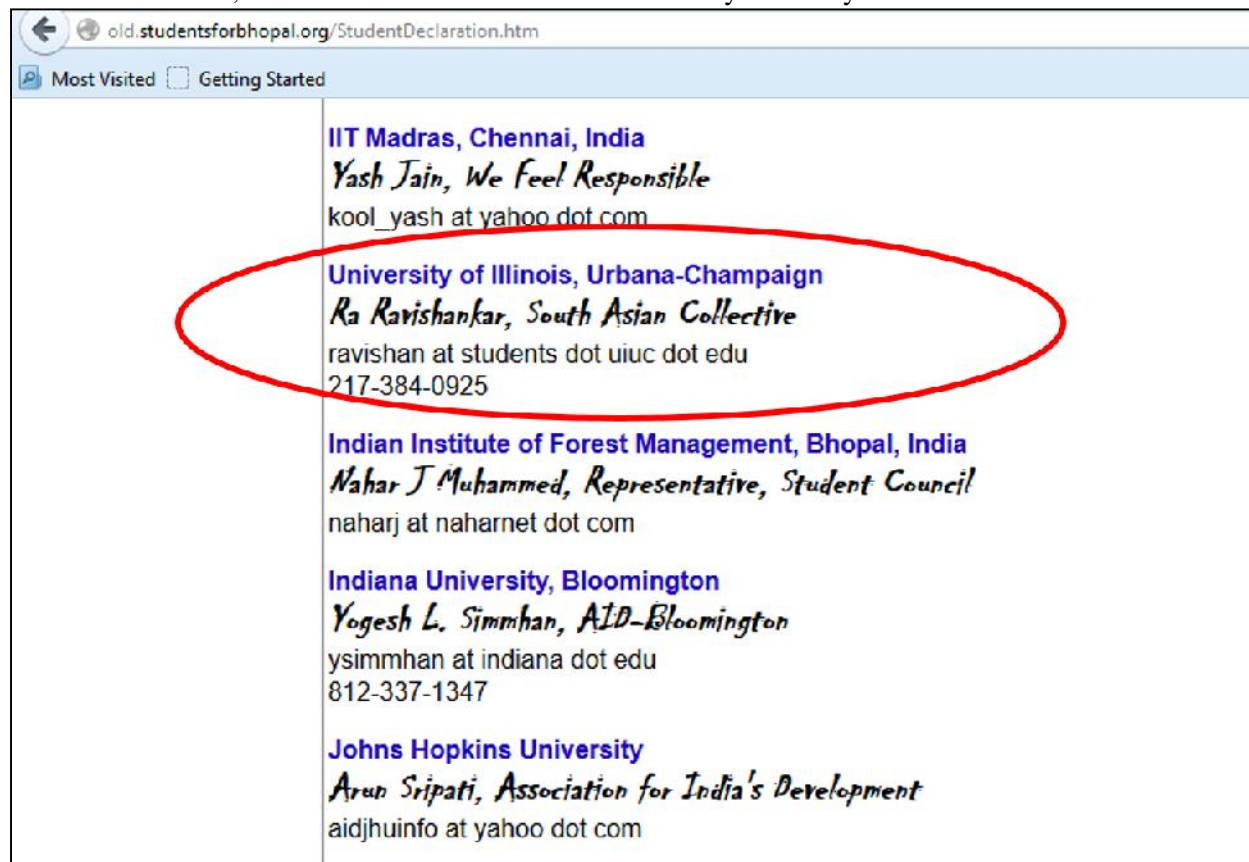 old.studentsforbhopal.org/StudentDeclaration.htm
Most Visited Getting Started
IIT Madras, Chennai, India
Yash Jain, We Feel Responsible
kool_yash at yahoo dot com
University of Illinois, Urbana-Champaign
Ra Ravishankar, South Asian Collective
ravishan at students dot uiuc dot edu
217-384-0925
Indian Institute of Forest Management, Bhopal, India
Nahar J Muhammed, Representative, Student Council
naharj at naharnet dot com
Indiana University, Bloomington
Yogesh L. Simmhan, AID-Bloomington
ysimmhan at indiana dot edu
812-337-1347
Johns Hopkins University
Arun Sripati, Association for India's Development
aidjhuinfo at yahoo dot com